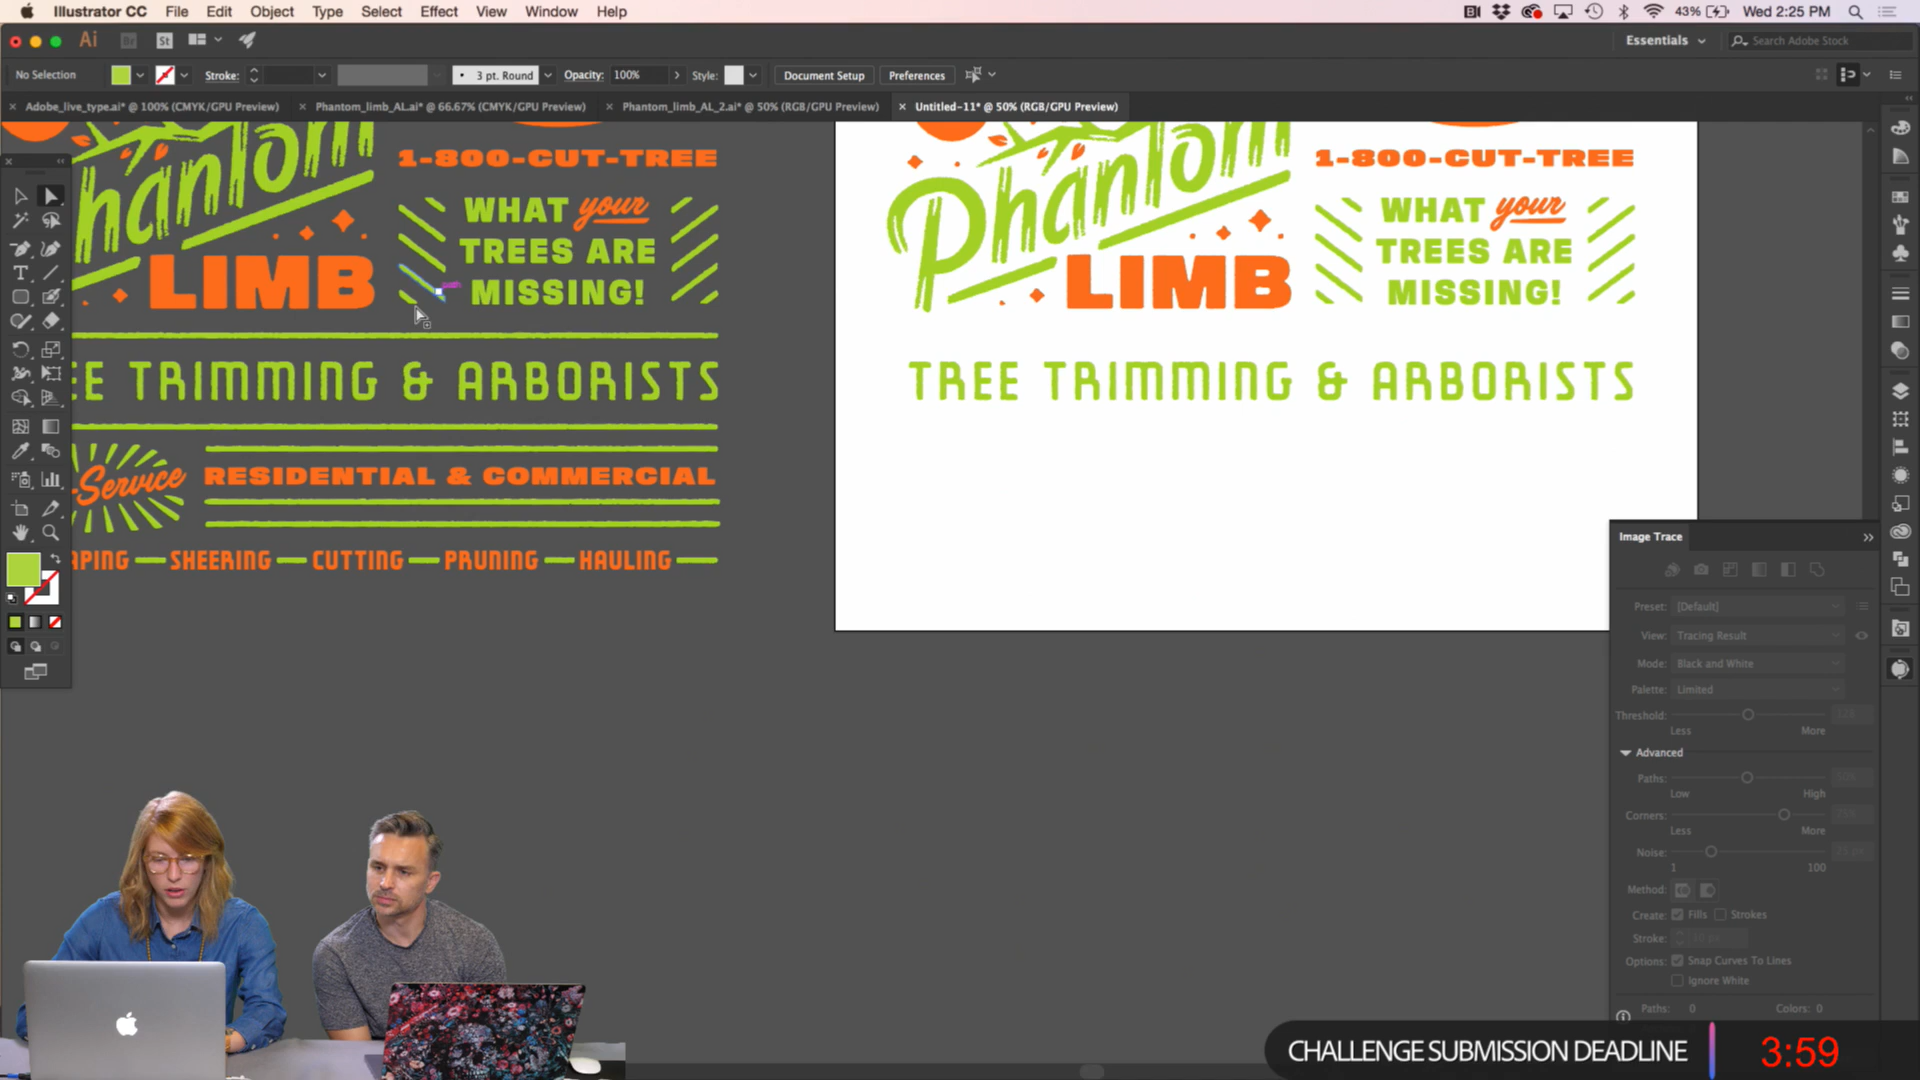 Illustrator CC File Edit Object Type Select Effect View Window Help
43% Wed 2:25 PM
Ai Br St
Essentials
Search Adobe Stock
No Selection
Stroke:
3 pt. Round
Opacity: 100%
Style:
Document Setup
Preferences
Adobe_live_type.ai* @ 100% (CMYK/GPU Preview)
Phantom_limb_AL.ai* @ 66.67% (CMYK/GPU Preview)
Phantom_limb_AL_2.ai* @ 50% (RGB/GPU Preview)
Untitled-11* @ 50% (RGB/GPU Preview)
hantom
LIMB
1-800-CUT-TREE
WHAT your
TREES ARE
MISSING!
path
EE TRIMMING & ARBORISTS
-Service
RESIDENTIAL & COMMERCIAL
APING — SHEERING — CUTTING — PRUNING — HAULING —
Phantom
LIMB
1-800-CUT-TREE
WHAT your
TREES ARE
MISSING!
TREE TRIMMING & ARBORISTS
Image Trace
Preset: [Default]
View: Tracing Result
Mode: Black and White
Palette: Limited
Threshold:
Less More
Advanced
Paths:
Low High
Corners:
Less More
Noise:
1 100
Method:
Create: Fills Strokes
Stroke:
Options: Snap Curves To Lines
Ignore White
Paths: 0 Colors: 0
CHALLENGE SUBMISSION DEADLINE 3:59